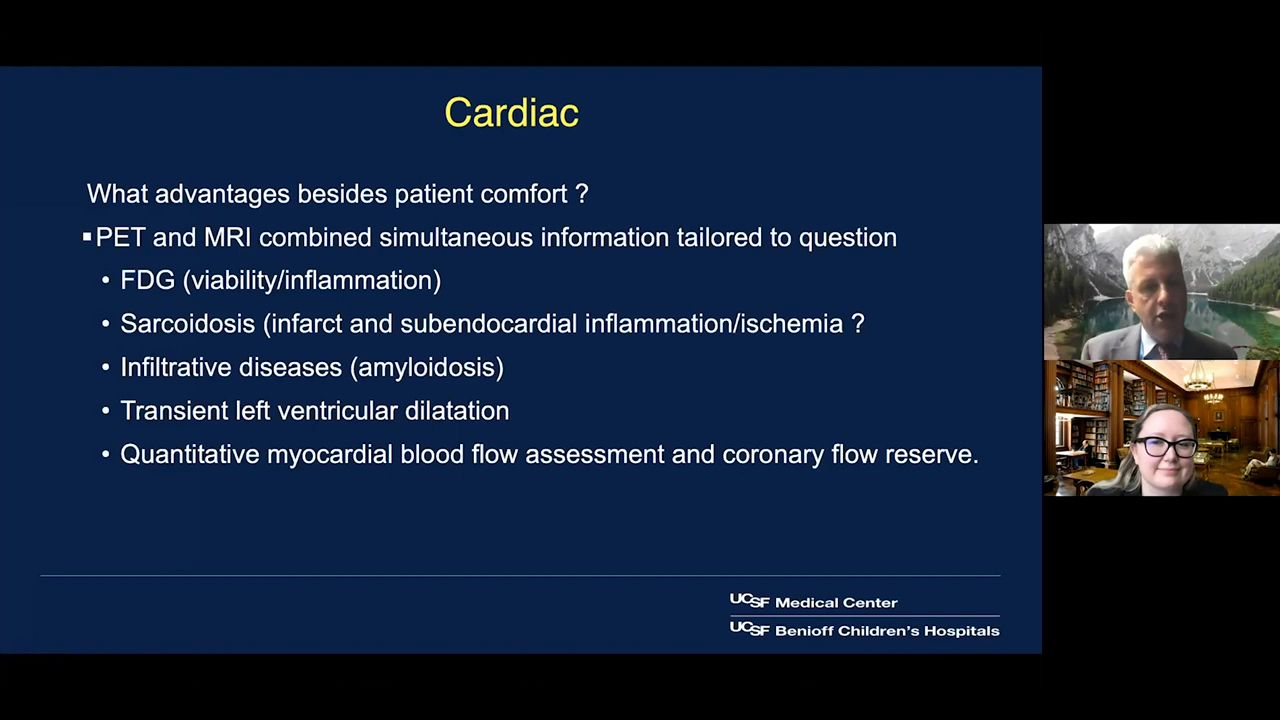 Cardiac
What advantages besides patient comfort ?
▪PET and MRI combined simultaneous information tailored to question
• FDG (viability/inflammation)
• Sarcoidosis (infarct and subendocardial inflammation/ischemia ?
• Infiltrative diseases (amyloidosis)
• Transient left ventricular dilatation
• Quantitative myocardial blood flow assessment and coronary flow reserve.
UCSF Medical Center
UCSF Benioff Children's Hospitals